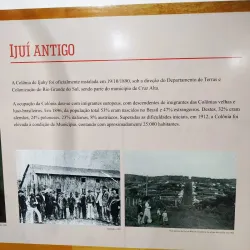 IJUÍ ANTIGO
A Colônia de Ijuhy foi oficialmente instalada em 19/10/1890, sob a direção do Departamento de Terras e
Colonização do Rio Grande do Sul, sendo parte do município de Cruz Alta.
A ocupação da Colônia deu-se com imigrantes europeus, com descendentes de imigrantes das Colônias velhas e
luso-brasileiros. Em 1896, da população total 53% eram nascidos no Brasil e 47% estrangeiros. Destes, 32% eram
alemães, 24% poloneses, 23% italianos, 9% austríacos. Superadas as dificuldades iniciais, em 1912, a Colônia foi
elevada à condição de Município, contando com aproximadamente 25.000 habitantes.